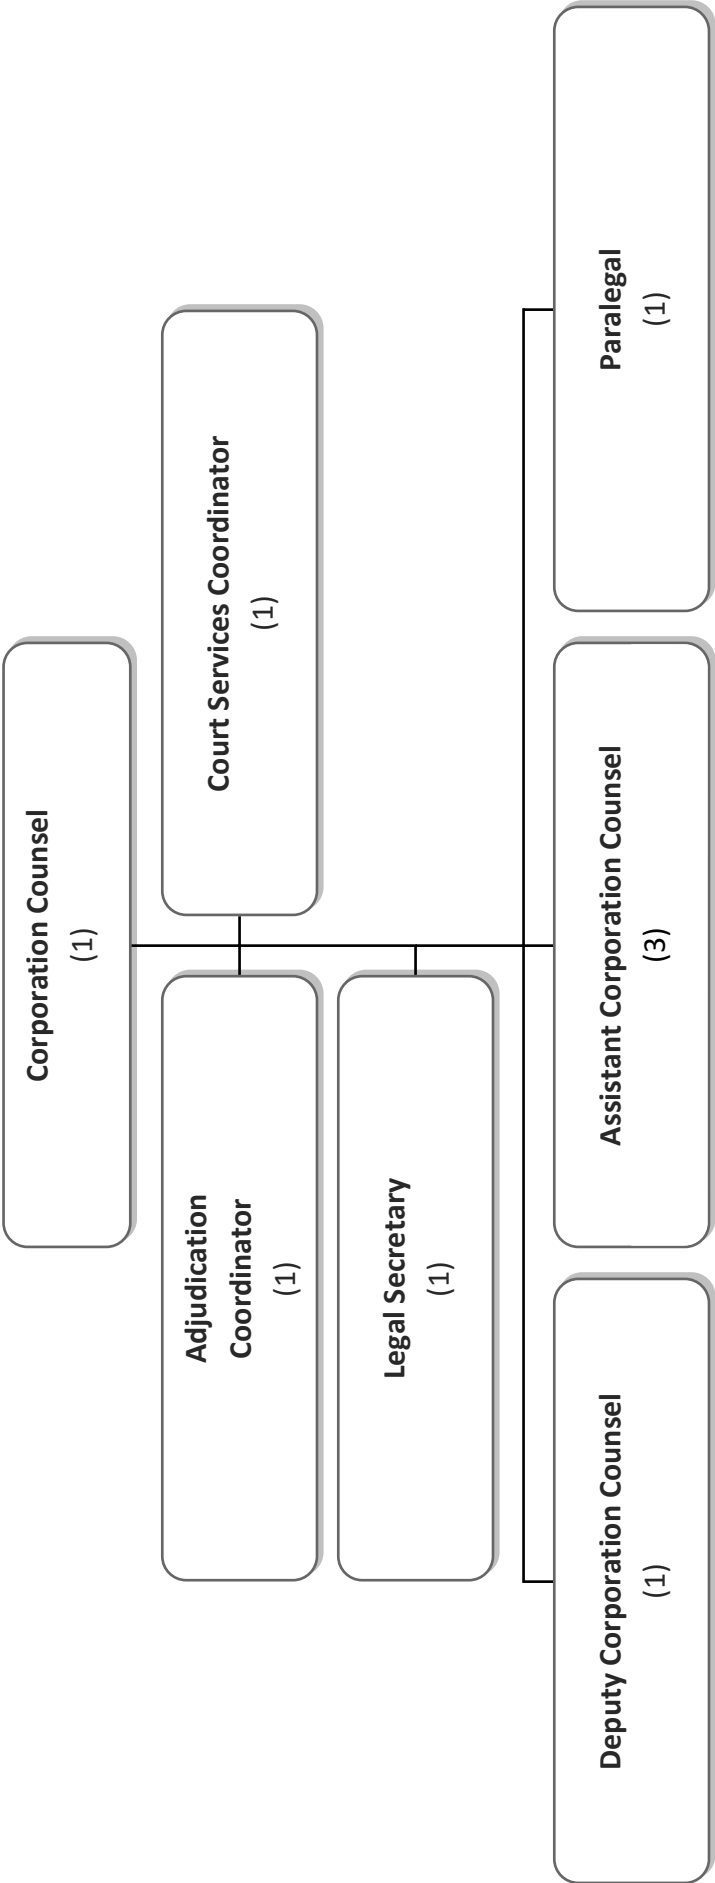 Corporation Counsel
(1)
Adjudication
Coordinator
(1)
Court Services Coordinator
(1)
Legal Secretary
(1)
Deputy Corporation Counsel
(1)
Assistant Corporation Counsel
(3)
Paralegal
(1)